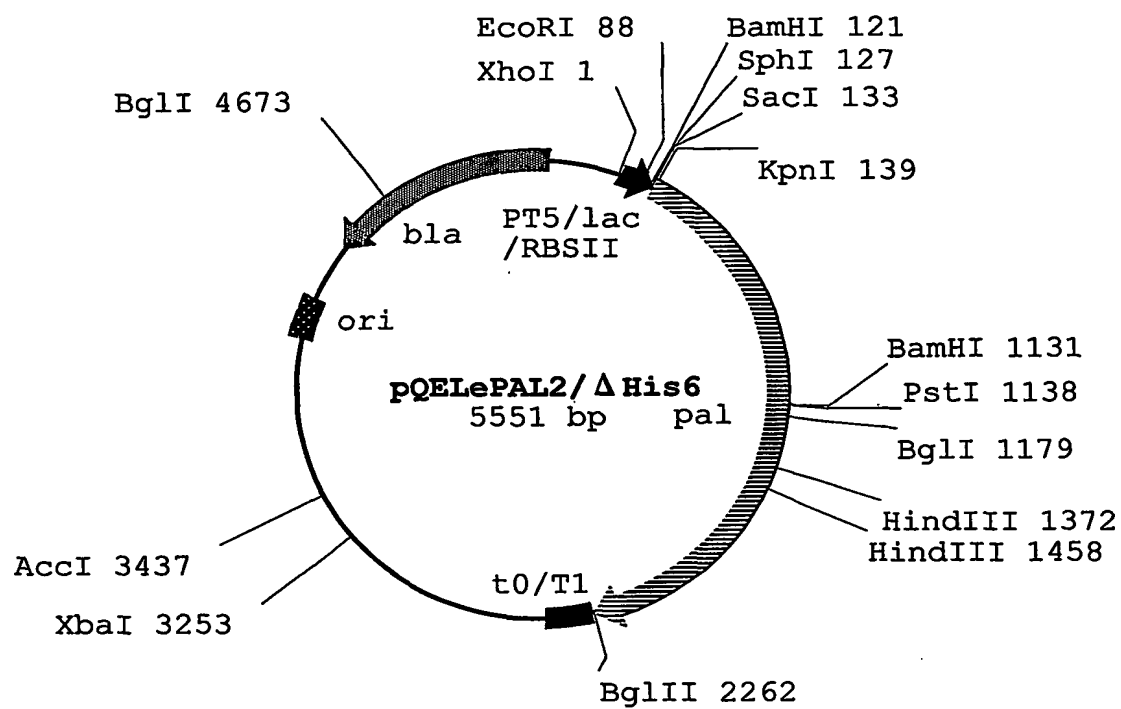 EcoRI 88
BamHI 121
XhoI 1
SphI 127
SacI 133
BglI 4673
KpnI 139
PT5/lac
/RBSII
bla
ori
BamHI 1131
pQELePAL2/ΔHis6
5551 bp
pal
PstI 1138
BglI 1179
HindIII 1372
HindIII 1458
AccI 3437
t0/T1
XbaI 3253
BglII 2262